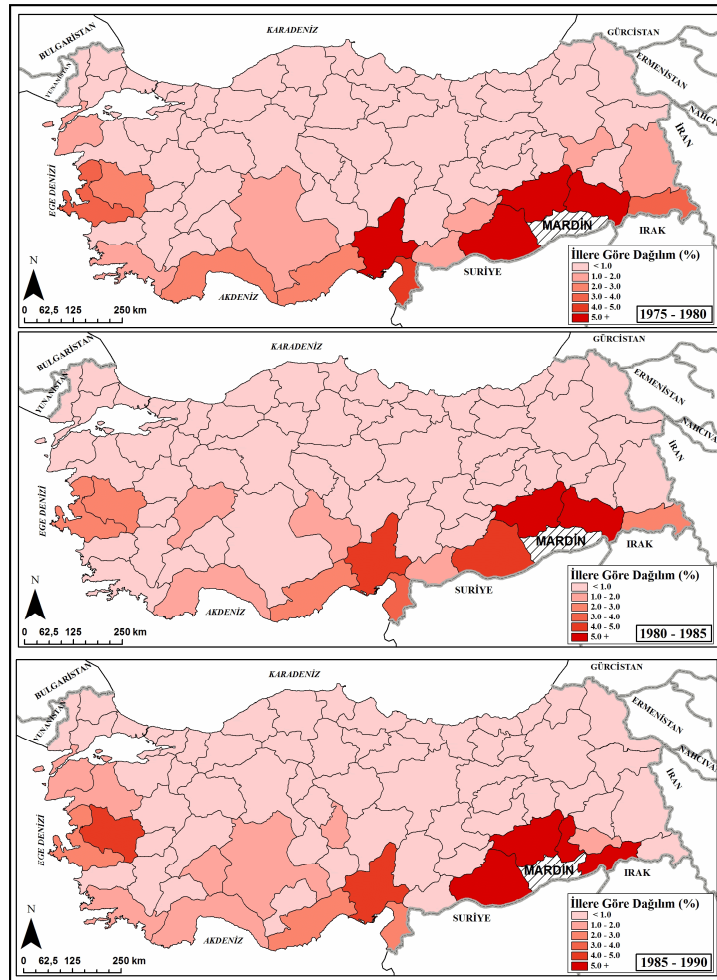 KARADENİZ
GÜRCİSTAN
BULGARİSTAN
YUNANİSTAN
ERMENİSTAN
NAHCIVA
İRAN
EGE DENİZİ
MARDİN
IRAK
SURİYE
AKDENİZ
N
0 62,5 125 250 km
İllere Göre Dağılım (%)
< 1.0
1.0 - 2.0
2.0 - 3.0
3.0 - 4.0
4.0 - 5.0
5.0 +
1975 - 1980
KARADENİZ
GÜRCİSTAN
BULGARİSTAN
YUNANİSTAN
ERMENİSTAN
NAHCIVA
İRAN
EGE DENİZİ
MARDİN
IRAK
SURİYE
AKDENİZ
N
0 62,5 125 250 km
İllere Göre Dağılım (%)
< 1.0
1.0 - 2.0
2.0 - 3.0
3.0 - 4.0
4.0 - 5.0
5.0 +
1980 - 1985
KARADENİZ
GÜRCİSTAN
BULGARİSTAN
YUNANİSTAN
ERMENİSTAN
NAHCIVA
İRAN
EGE DENİZİ
MARDİN
IRAK
SURİYE
AKDENİZ
N
0 62,5 125 250 km
İllere Göre Dağılım (%)
< 1.0
1.0 - 2.0
2.0 - 3.0
3.0 - 4.0
4.0 - 5.0
5.0 +
1985 - 1990